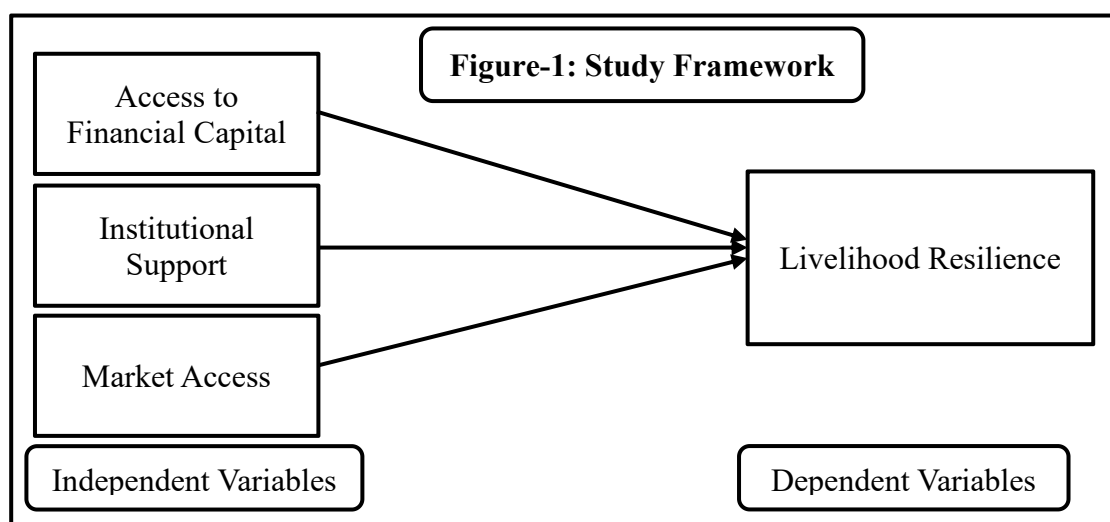 Figure-1: Study Framework
Access to
Financial Capital
Institutional
Support
Market Access
Livelihood Resilience
Independent Variables
Dependent Variables